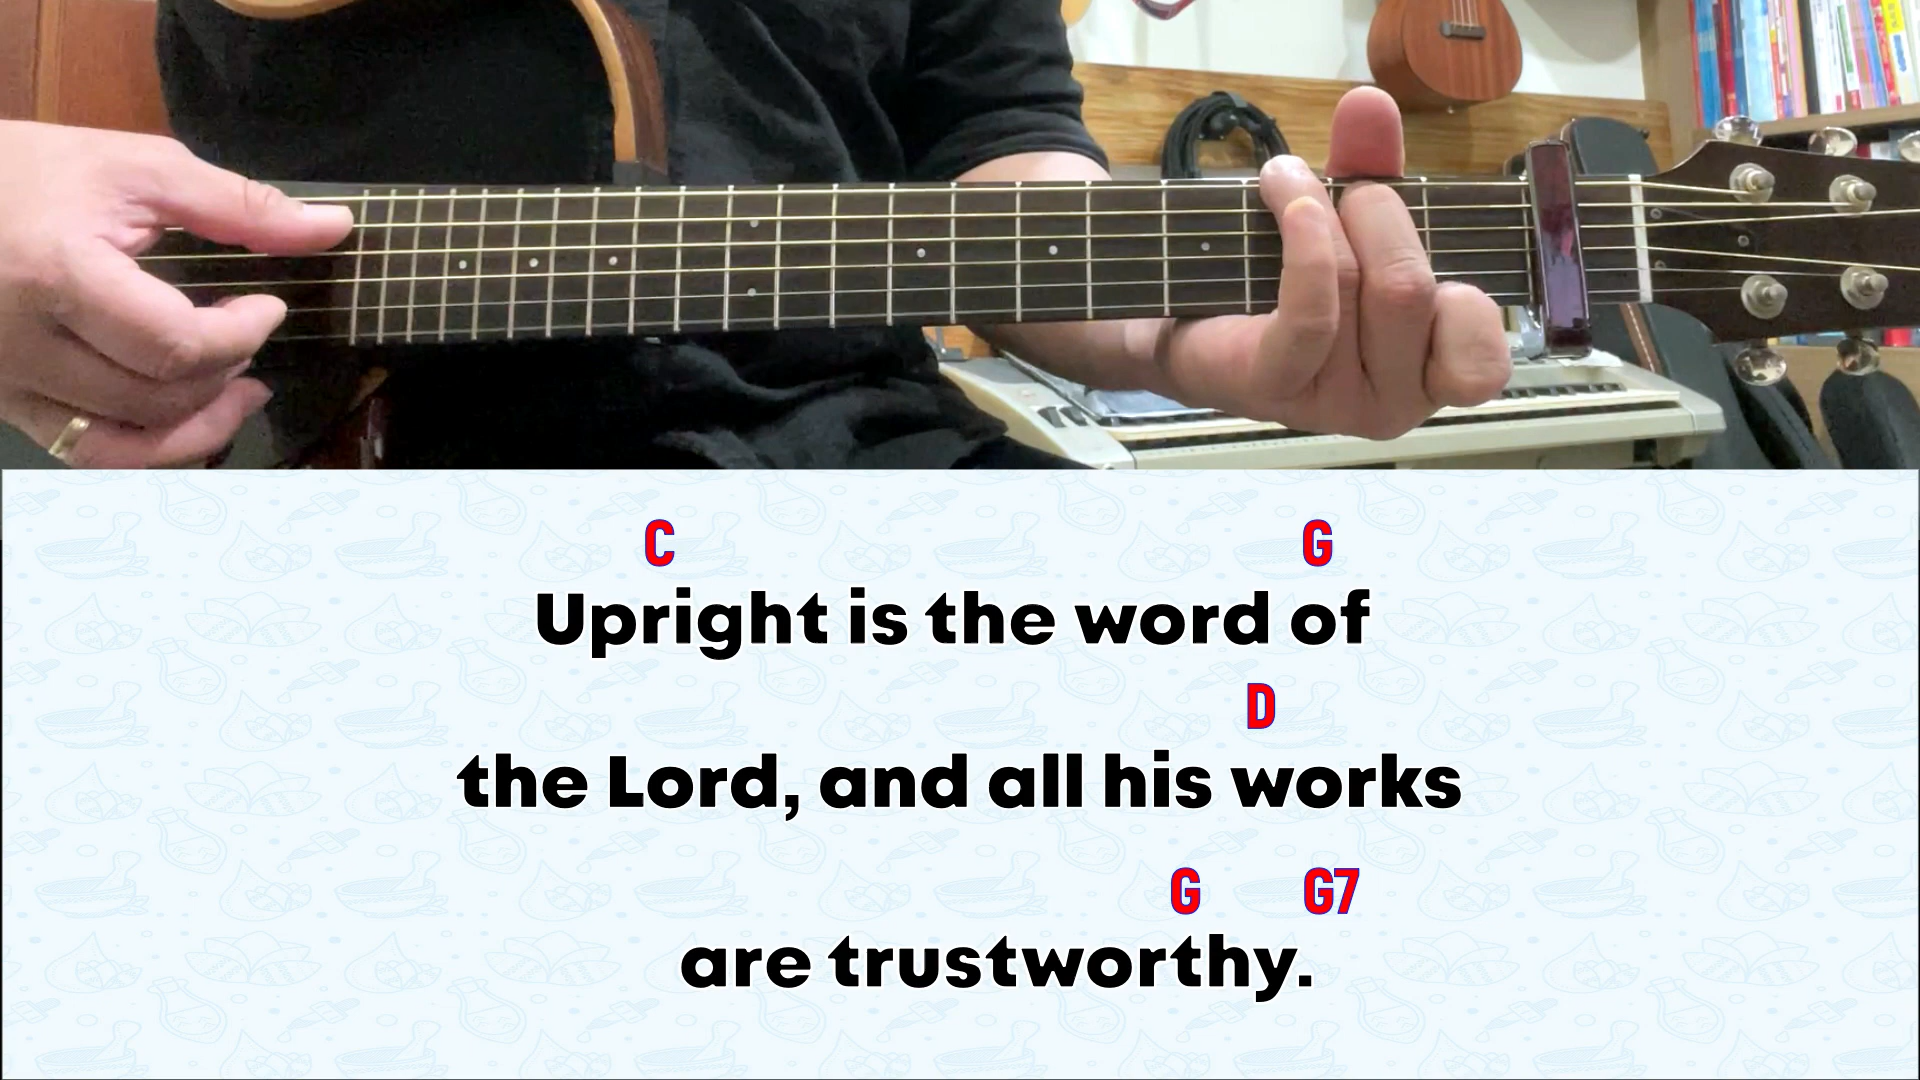 C G
Upright is the word of
D
the Lord, and all his works
G G7
are trustworthy.